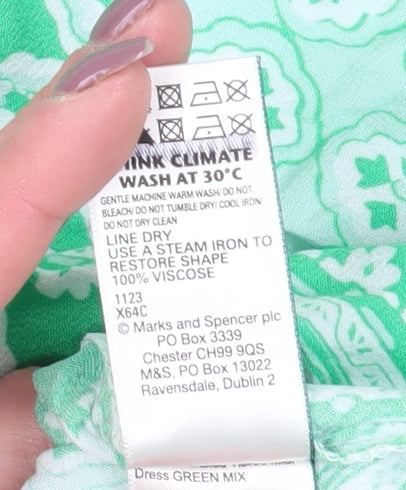 CLIMATE
WASH AT 30°C
GENTLE MACHINE WARM WASH/ DO NOT
BLEACH/ DO NOT TUMBLE DRY/ COOL IRON/
DO NOT DRY CLEAN
LINE DRY
USE A STEAM IRON TO
RESTORE SHAPE
100% VISCOSE
1123
X64C
© Marks and Spencer plc
PO Box 3339
Chester CH99 9QS
M&S, PO Box 13022
Ravensdale, Dublin 2
Dress GREEN MIX